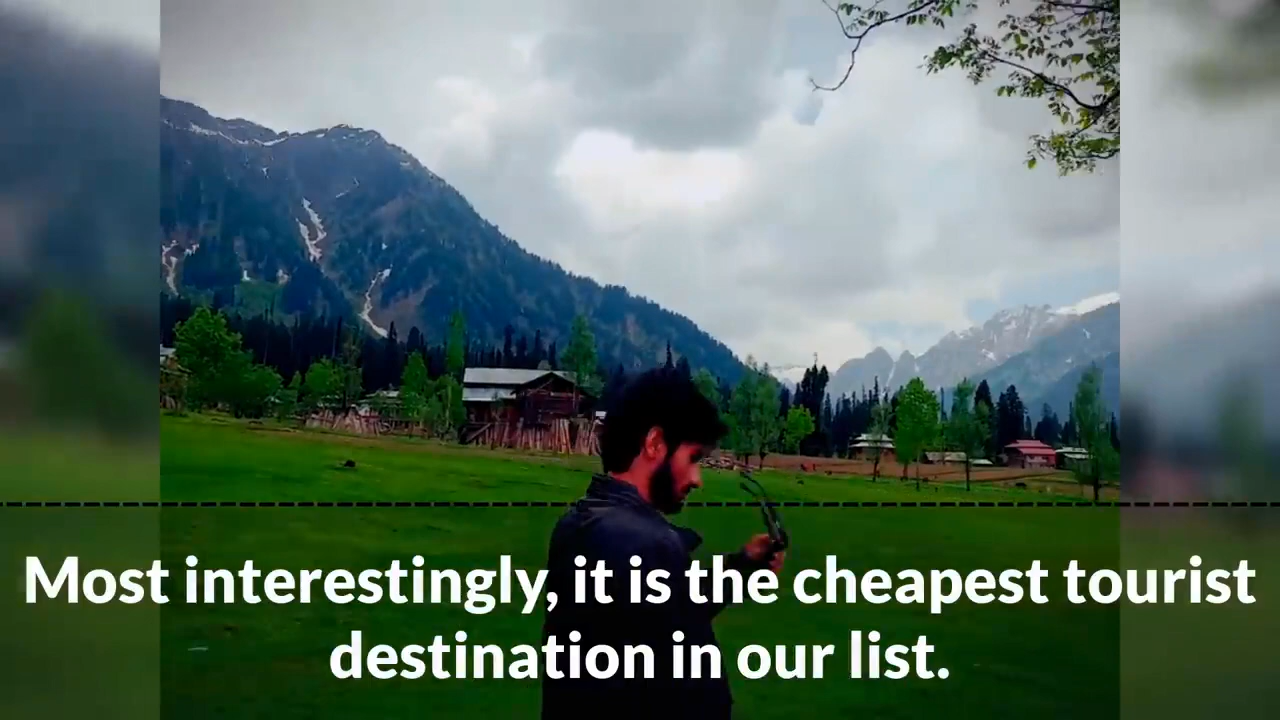 Most interestingly, it is the cheapest tourist
destination in our list.